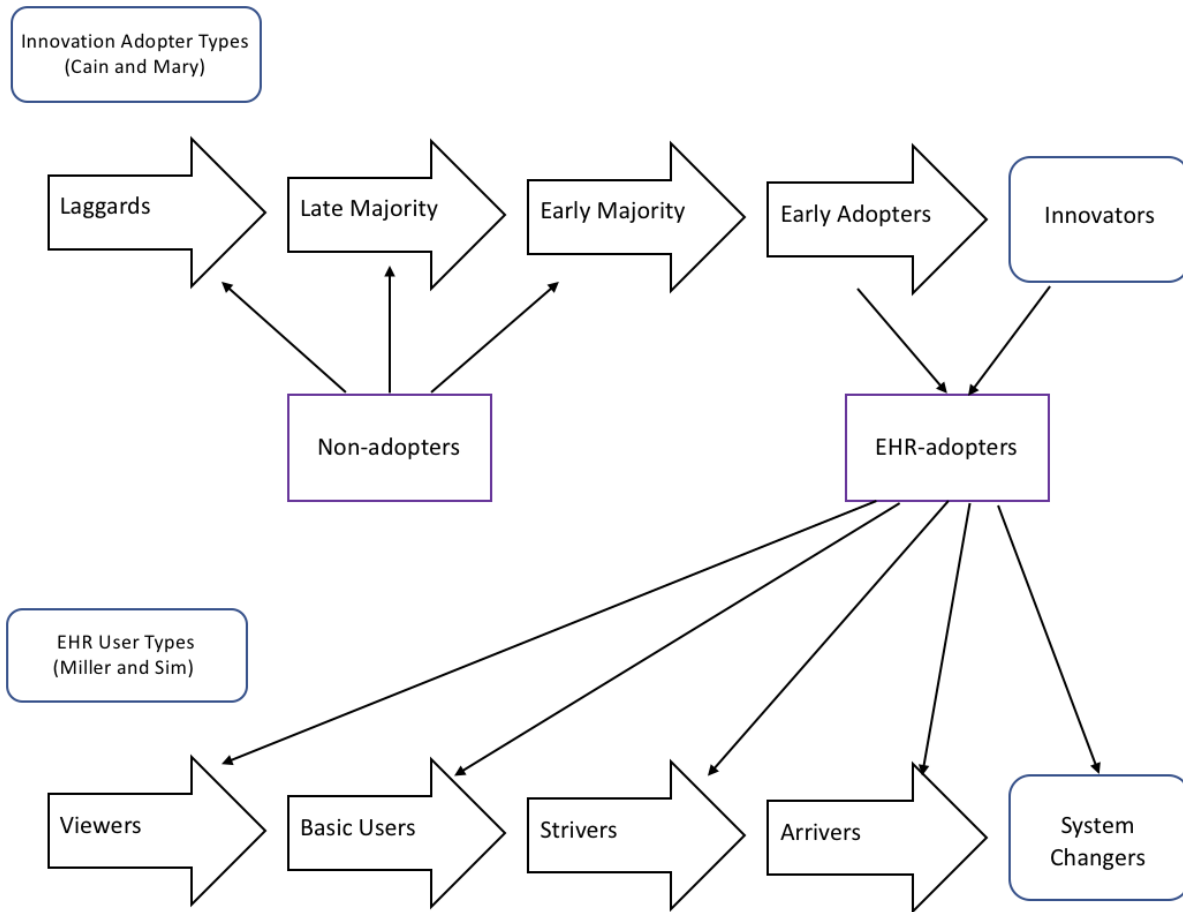 Innovation Adopter Types
(Cain and Mary)
Laggards
Late Majority
Early Majority
Early Adopters
Innovators
Non-adopters
EHR-adopters
EHR User Types
(Miller and Sim)
Viewers
Basic Users
Strivers
Arrivers
System
Changers